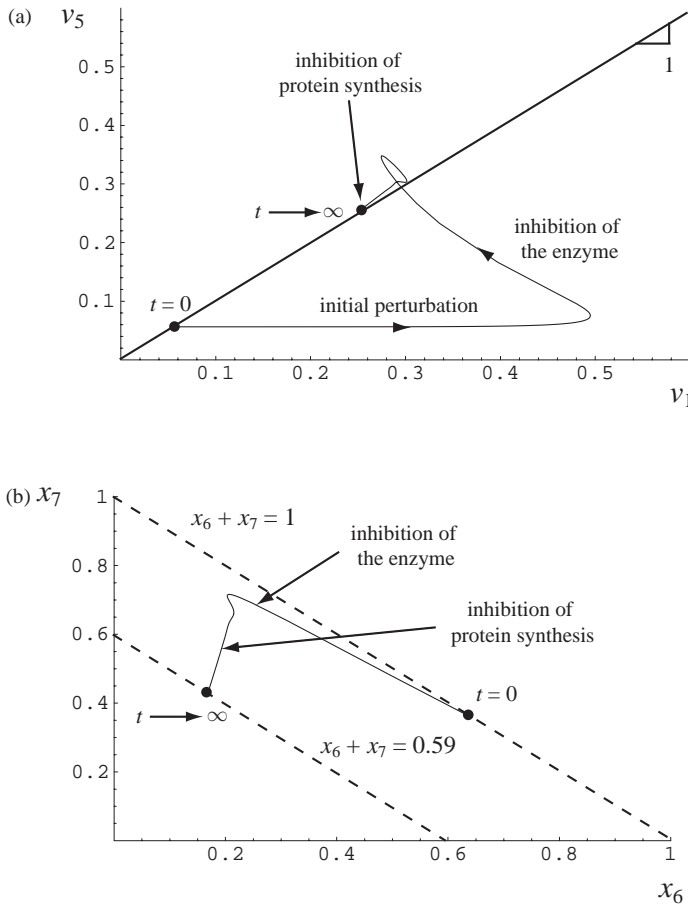 (a) v5
0.5
0.4
0.3
0.2
0.1
inhibition of
protein synthesis
1
t → ∞
inhibition of
the enzyme
t = 0
initial perturbation
0.1 0.2 0.3 0.4 0.5
v1
(b) x7
1
0.8
0.6
0.4
0.2
x6 + x7 = 1
inhibition of
the enzyme
inhibition of
protein synthesis
t = 0
t → ∞
x6 + x7 = 0.59
0.2 0.4 0.6 0.8 1
x6